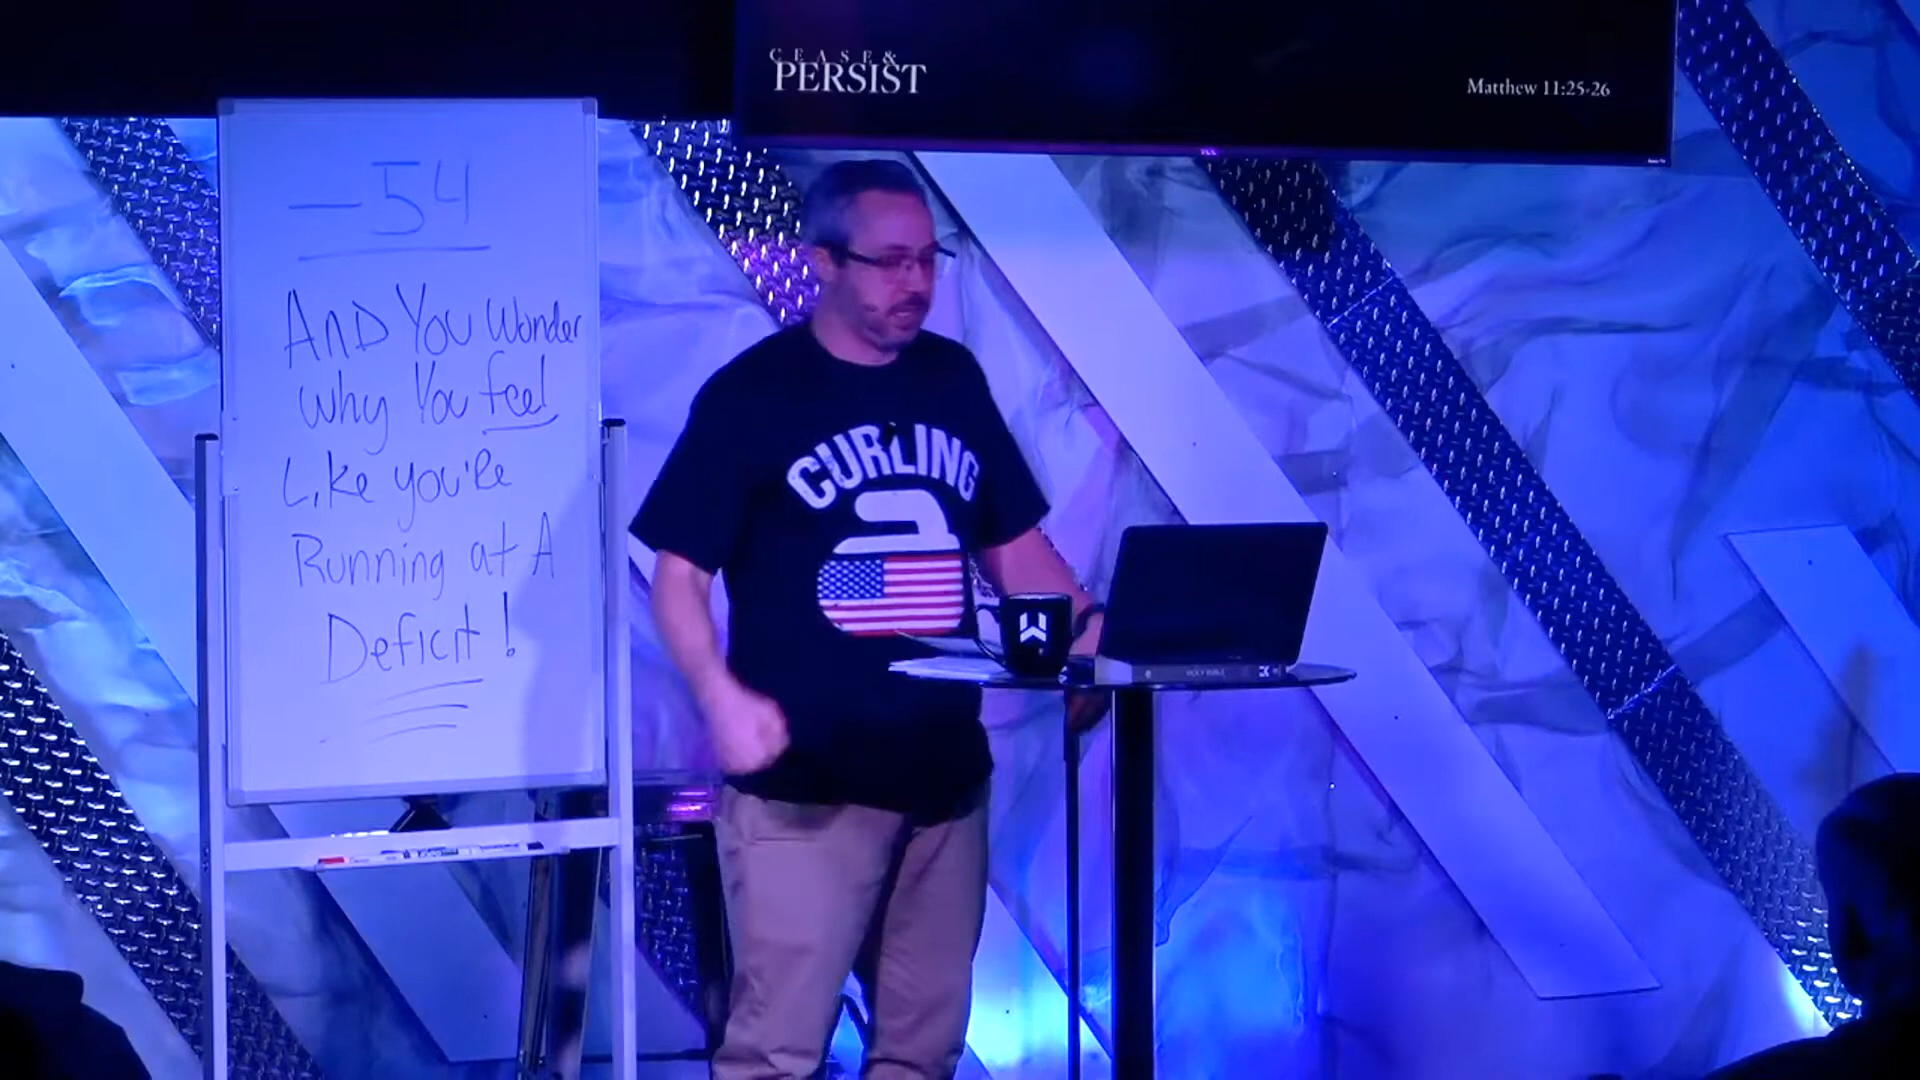 CEASE &
PERSIST
Matthew 11:25-26
-54
AnD You Wonder
why You feel
Like you're
Running at A
Deficit!
CURLING
HOLY BIBLE